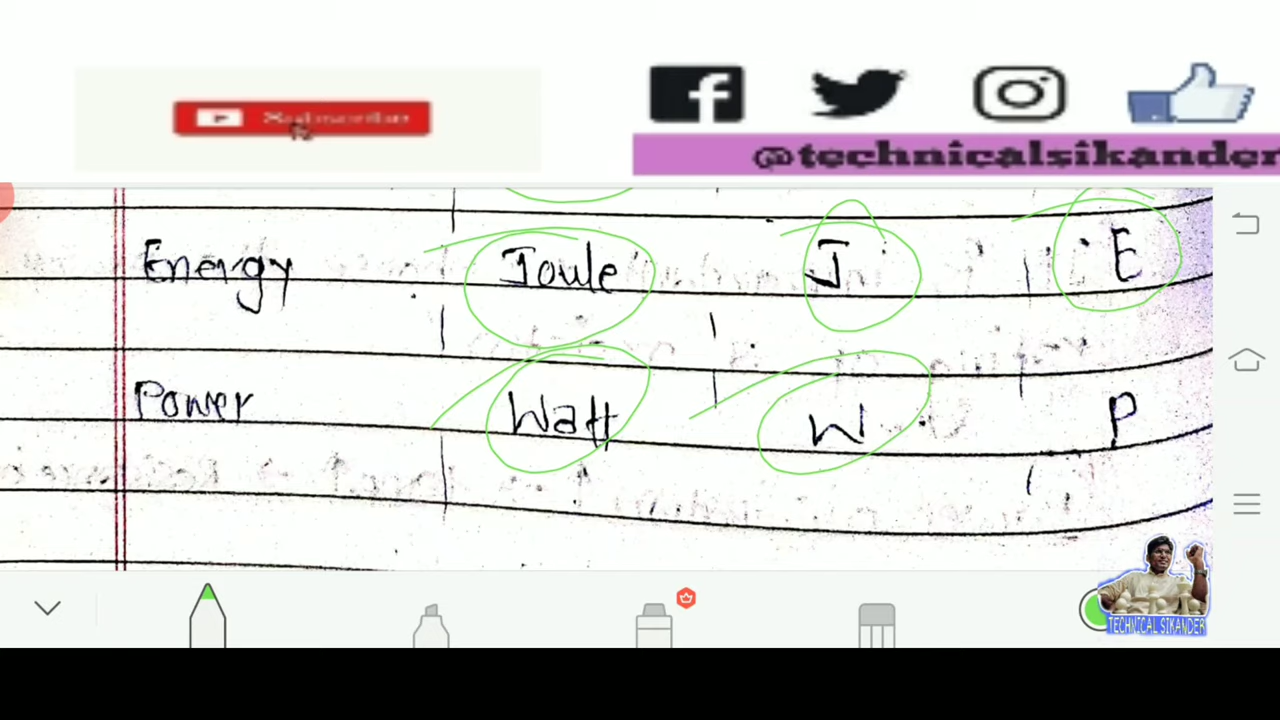 @technicalsikander
Energy Joule J E
Power Watt W P
TECHNICAL SIKANDER